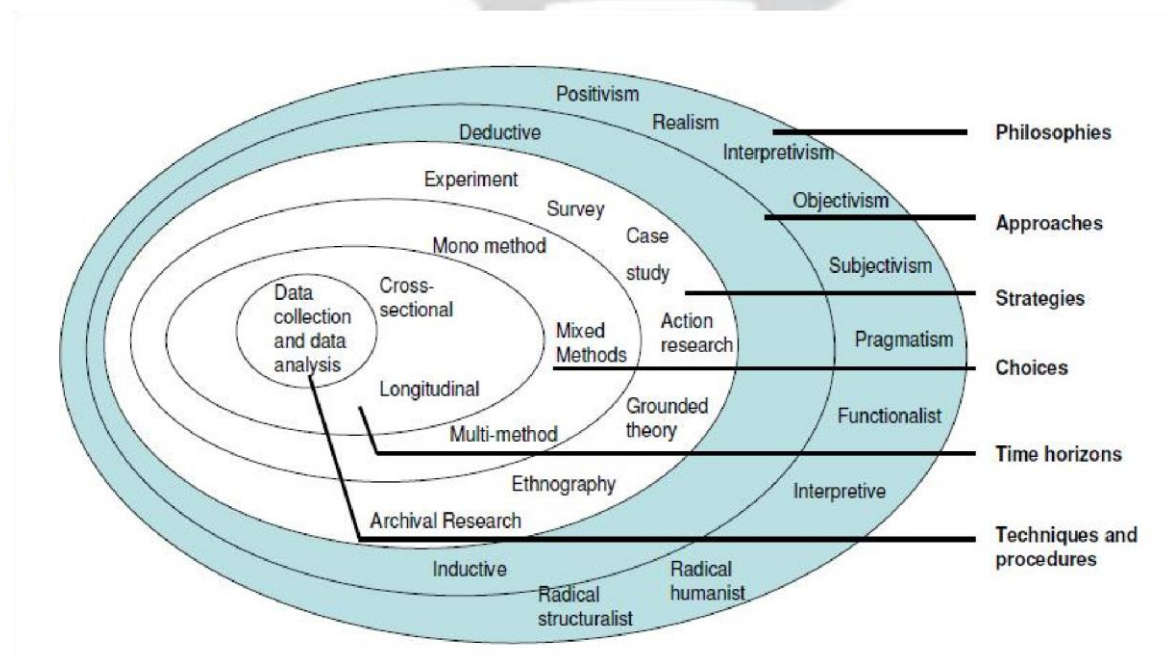 Positivism
Realism
Philosophies
Deductive
Interpretivism
Experiment
Objectivism
Survey
Approaches
Case
study
Mono method
Subjectivism
Cross-
sectional
Data
collection
and data
analysis
Strategies
Action
research
Mixed
Methods
Pragmatism
Choices
Longitudinal
Grounded
theory
Functionalist
Multi-method
Time horizons
Ethnography
Interpretive
Archival Research
Techniques and
procedures
Inductive
Radical
humanist
Radical
structuralist